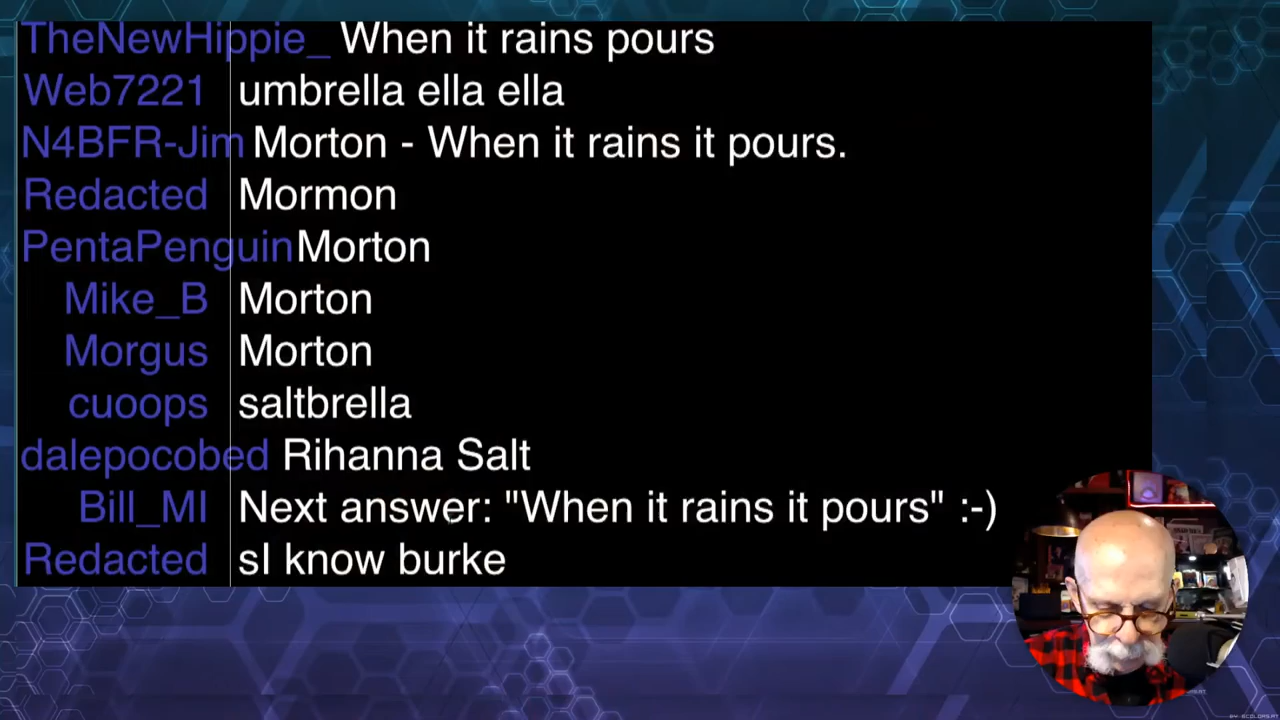 TheNewHippie_ When it rains pours
Web7221 umbrella ella ella
N4BFR-Jim Morton - When it rains it pours.
Redacted Mormon
PentaPenguin Morton
Mike_B Morton
Morgus Morton
cuoops saltbrella
dalepocobed Rihanna Salt
Bill_MI Next answer: "When it rains it pours" :-)
Redacted sI know burke